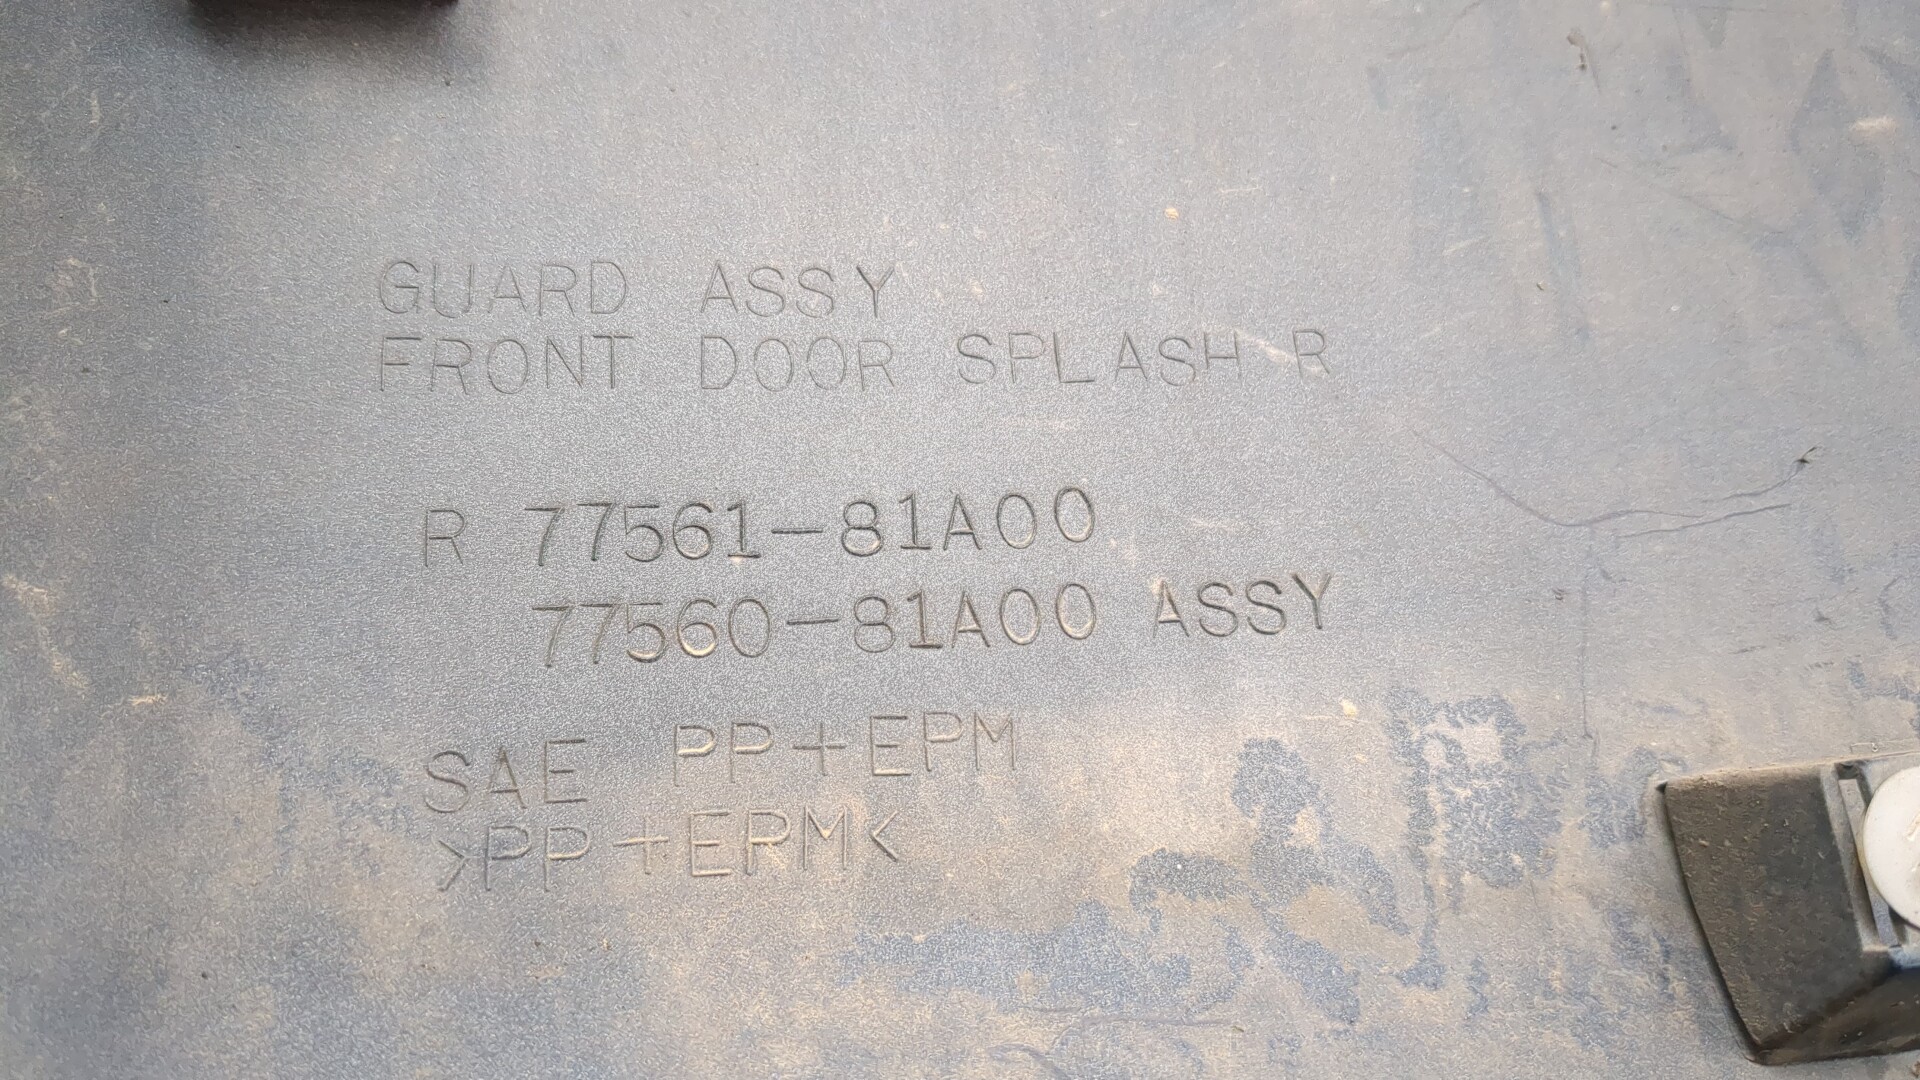 GUARD ASSY
FRONT DOOR SPLASH R
R 77561-81A00
77560-81A00 ASSY
SAE PP+EPM
>PP+EPM<